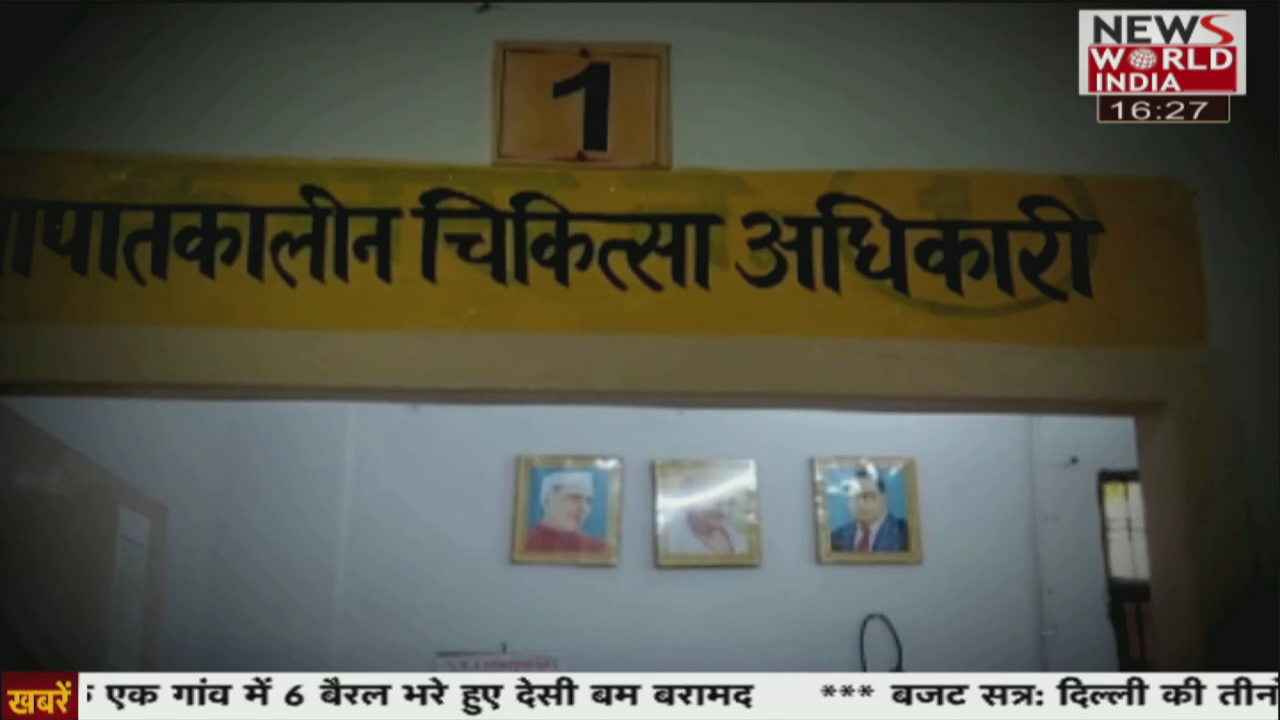 1
NEWS
WORLD
INDIA
16:27
ापातकालीन चिकित्सा अधिकारी
खबरें
एक गांव में 6 बैरल भरे हुए देसी बम बरामद *** बजट सत्र: दिल्ली की तीनों